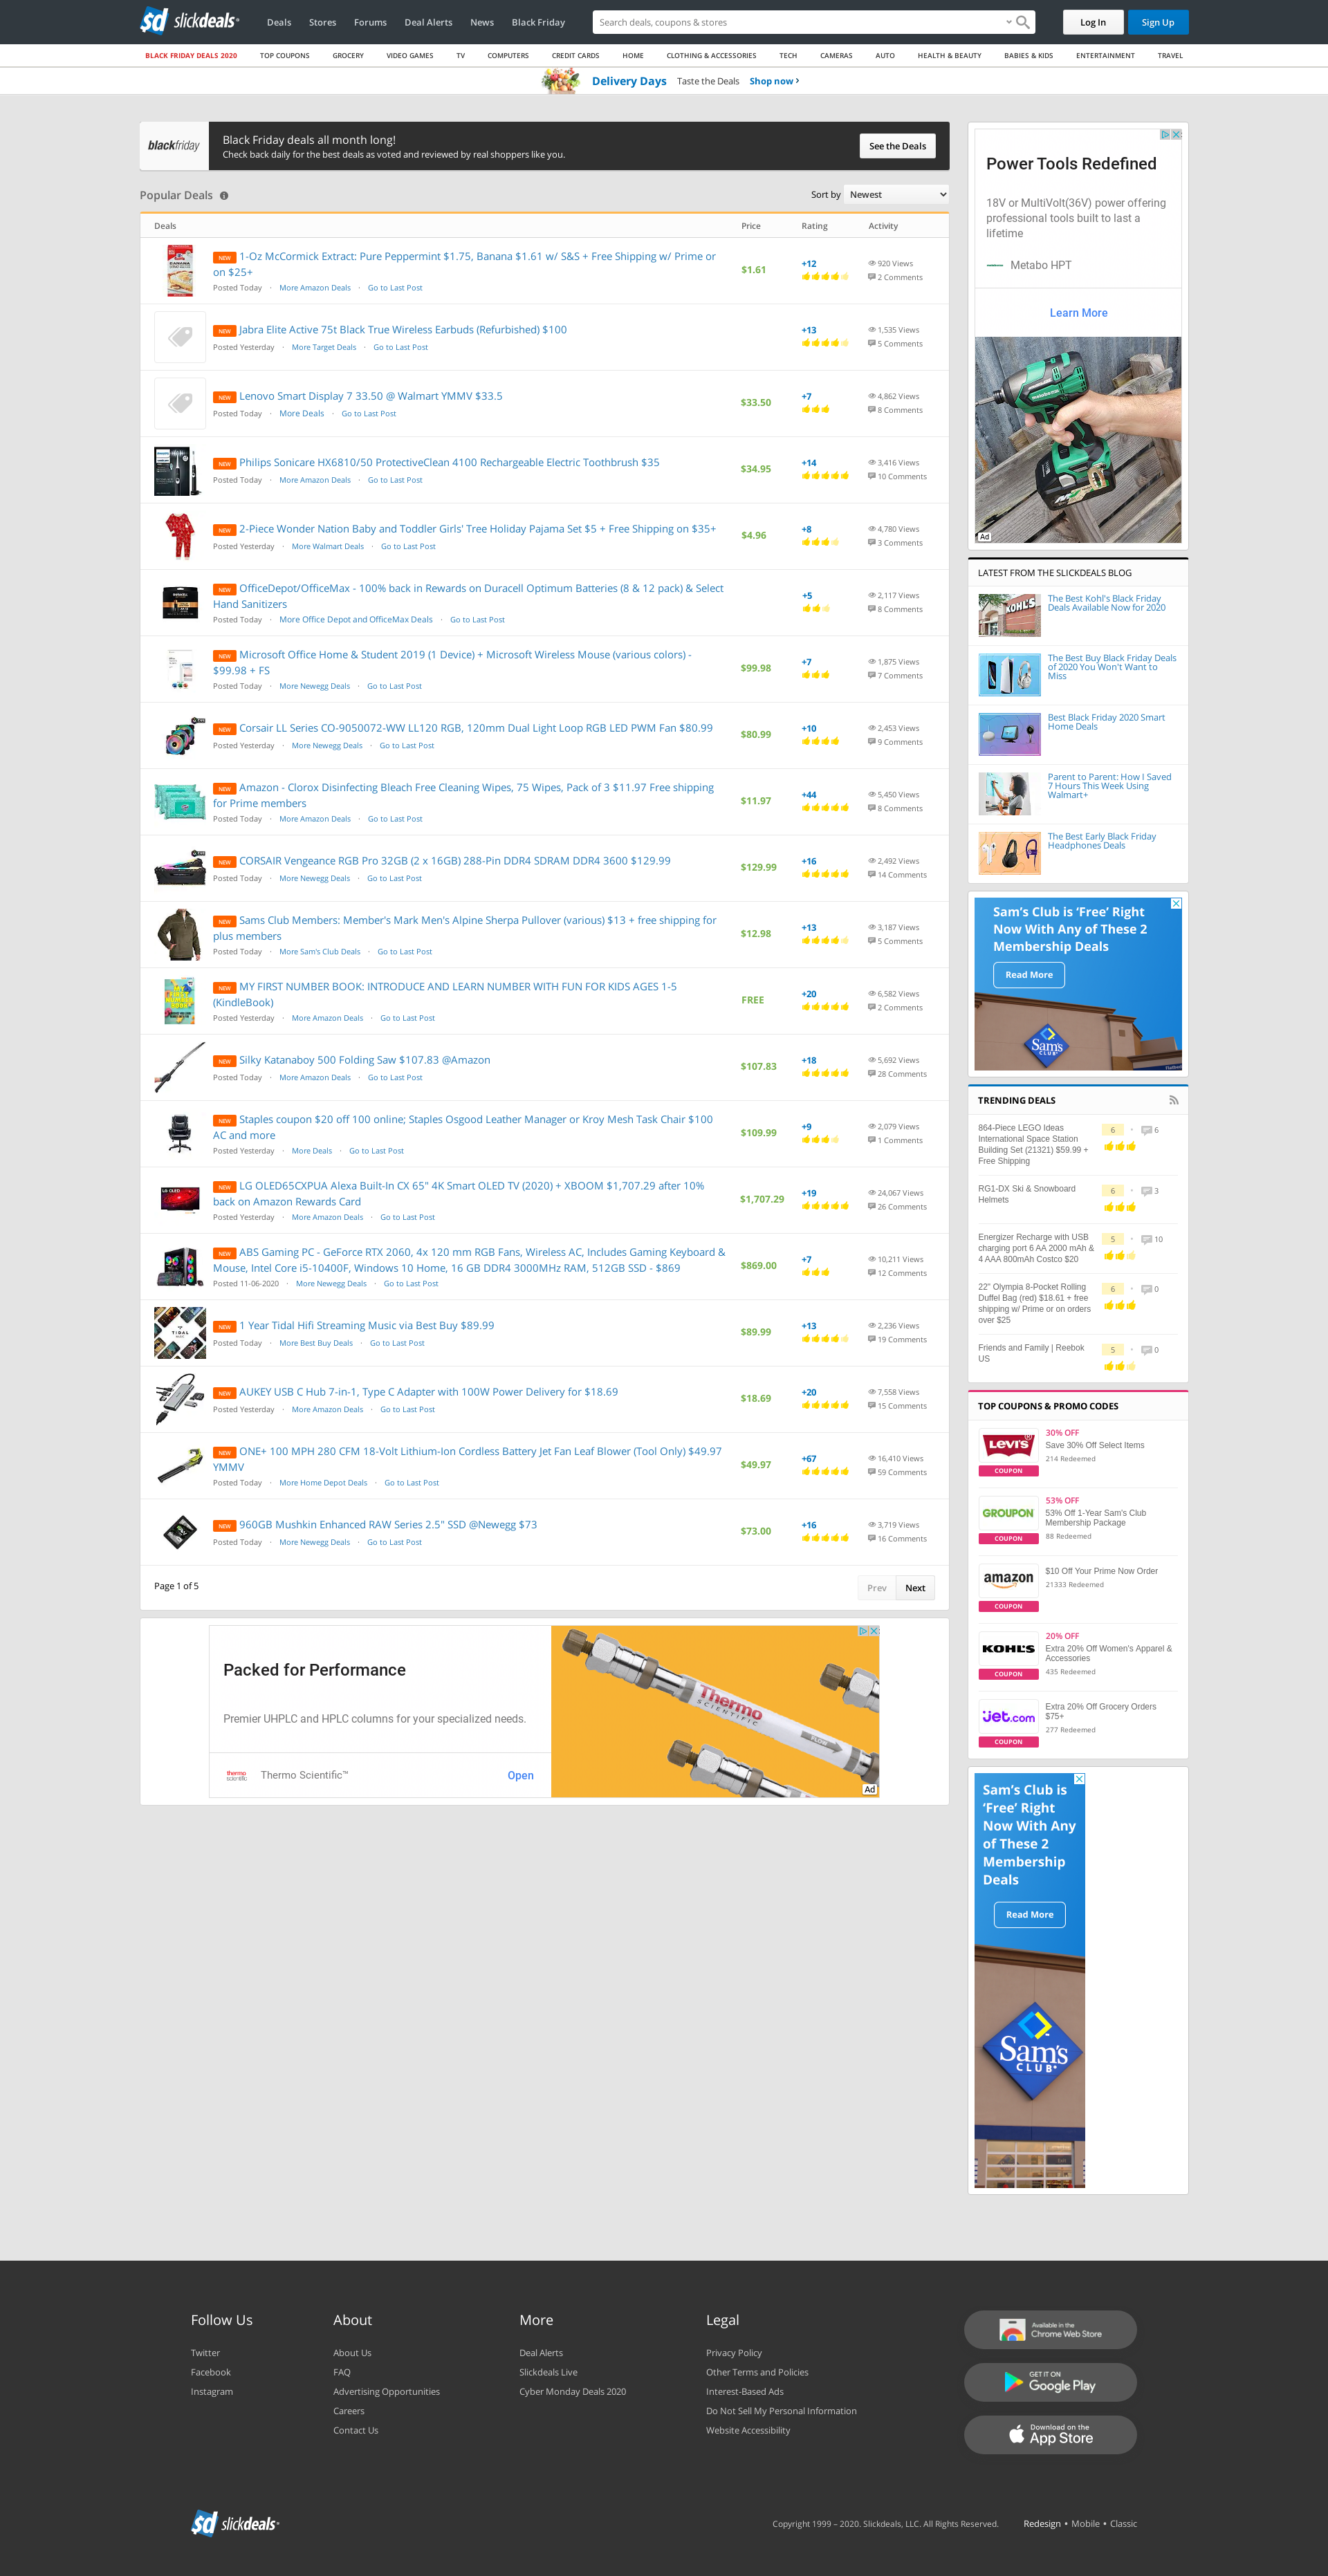 slickdeals
Deals
Stores
Forums
Deal Alerts
News
Black Friday
Search deals, coupons & stores
Log In
Sign Up
BLACK FRIDAY DEALS 2020
TOP COUPONS
GROCERY
VIDEO GAMES
TV
COMPUTERS
CREDIT CARDS
HOME
CLOTHING & ACCESSORIES
TECH
CAMERAS
AUTO
HEALTH & BEAUTY
BABIES & KIDS
ENTERTAINMENT
TRAVEL
Delivery Days Taste the Deals Shop now
blackfriday
Black Friday deals all month long!
Check back daily for the best deals as voted and reviewed by real shoppers like you.
See the Deals
Popular Deals
Sort by Newest
Deals Price Rating Activity
NEW 1-Oz McCormick Extract: Pure Peppermint $1.75, Banana $1.61 w/ S&S + Free Shipping w/ Prime or
on $25+
Posted Today · More Amazon Deals · Go to Last Post
$1.61
+12
920 Views
2 Comments
NEW Jabra Elite Active 75t Black True Wireless Earbuds (Refurbished) $100
Posted Yesterday · More Target Deals · Go to Last Post
+13
1,535 Views
5 Comments
NEW Lenovo Smart Display 7 33.50 @ Walmart YMMV $33.5
Posted Today · More Deals · Go to Last Post
$33.50
+7
4,862 Views
8 Comments
NEW Philips Sonicare HX6810/50 ProtectiveClean 4100 Rechargeable Electric Toothbrush $35
Posted Today · More Amazon Deals · Go to Last Post
$34.95
+14
3,416 Views
10 Comments
NEW 2-Piece Wonder Nation Baby and Toddler Girls' Tree Holiday Pajama Set $5 + Free Shipping on $35+
Posted Yesterday · More Walmart Deals · Go to Last Post
$4.96
+8
4,780 Views
3 Comments
NEW OfficeDepot/OfficeMax - 100% back in Rewards on Duracell Optimum Batteries (8 & 12 pack) & Select
Hand Sanitizers
Posted Today · More Office Depot and OfficeMax Deals · Go to Last Post
+5
2,117 Views
8 Comments
NEW Microsoft Office Home & Student 2019 (1 Device) + Microsoft Wireless Mouse (various colors) -
$99.98 + FS
Posted Today · More Newegg Deals · Go to Last Post
$99.98
+7
1,875 Views
7 Comments
NEW Corsair LL Series CO-9050072-WW LL120 RGB, 120mm Dual Light Loop RGB LED PWM Fan $80.99
Posted Yesterday · More Newegg Deals · Go to Last Post
$80.99
+10
2,453 Views
9 Comments
NEW Amazon - Clorox Disinfecting Bleach Free Cleaning Wipes, 75 Wipes, Pack of 3 $11.97 Free shipping
for Prime members
Posted Today · More Amazon Deals · Go to Last Post
$11.97
+44
5,450 Views
8 Comments
NEW CORSAIR Vengeance RGB Pro 32GB (2 x 16GB) 288-Pin DDR4 SDRAM DDR4 3600 $129.99
Posted Today · More Newegg Deals · Go to Last Post
$129.99
+16
2,492 Views
14 Comments
NEW Sams Club Members: Member's Mark Men's Alpine Sherpa Pullover (various) $13 + free shipping for
plus members
Posted Today · More Sam's Club Deals · Go to Last Post
$12.98
+13
3,187 Views
5 Comments
NEW MY FIRST NUMBER BOOK: INTRODUCE AND LEARN NUMBER WITH FUN FOR KIDS AGES 1-5
(KindleBook)
Posted Yesterday · More Amazon Deals · Go to Last Post
FREE
+20
6,582 Views
2 Comments
NEW Silky Katanaboy 500 Folding Saw $107.83 @Amazon
Posted Today · More Amazon Deals · Go to Last Post
$107.83
+18
5,692 Views
28 Comments
NEW Staples coupon $20 off 100 online; Staples Osgood Leather Manager or Kroy Mesh Task Chair $100
AC and more
Posted Yesterday · More Deals · Go to Last Post
$109.99
+9
2,079 Views
1 Comments
NEW LG OLED65CXPUA Alexa Built-In CX 65" 4K Smart OLED TV (2020) + XBOOM $1,707.29 after 10%
back on Amazon Rewards Card
Posted Yesterday · More Amazon Deals · Go to Last Post
$1,707.29
+19
24,067 Views
26 Comments
NEW ABS Gaming PC - GeForce RTX 2060, 4x 120 mm RGB Fans, Wireless AC, Includes Gaming Keyboard &
Mouse, Intel Core i5-10400F, Windows 10 Home, 16 GB DDR4 3000MHz RAM, 512GB SSD - $869
Posted 11-06-2020 · More Newegg Deals · Go to Last Post
$869.00
+7
10,211 Views
12 Comments
NEW 1 Year Tidal Hifi Streaming Music via Best Buy $89.99
Posted Today · More Best Buy Deals · Go to Last Post
$89.99
+13
2,236 Views
19 Comments
NEW AUKEY USB C Hub 7-in-1, Type C Adapter with 100W Power Delivery for $18.69
Posted Yesterday · More Amazon Deals · Go to Last Post
$18.69
+20
7,558 Views
15 Comments
NEW ONE+ 100 MPH 280 CFM 18-Volt Lithium-Ion Cordless Battery Jet Fan Leaf Blower (Tool Only) $49.97
YMMV
Posted Today · More Home Depot Deals · Go to Last Post
$49.97
+67
16,410 Views
59 Comments
NEW 960GB Mushkin Enhanced RAW Series 2.5" SSD @Newegg $73
Posted Today · More Newegg Deals · Go to Last Post
$73.00
+16
3,719 Views
16 Comments
Page 1 of 5
Prev
Next
Packed for Performance
Premier UHPLC and HPLC columns for your specialized needs.
thermo scientific
Thermo Scientific™
Open
Thermo
SCIENTIFIC
FLOW
Ad
Power Tools Redefined
18V or MultiVolt(36V) power offering
professional tools built to last a
lifetime
Metabo HPT
Learn More
Ad
LATEST FROM THE SLICKDEALS BLOG
KOHL'S
The Best Kohl's Black Friday
Deals Available Now for 2020
The Best Buy Black Friday Deals
of 2020 You Won't Want to
Miss
Best Black Friday 2020 Smart
Home Deals
Parent to Parent: How I Saved
7 Hours This Week Using
Walmart+
The Best Early Black Friday
Headphones Deals
Sam's Club is 'Free' Right
Now With Any of These 2
Membership Deals
Read More
Sam's
CLUB
TRENDING DEALS
864-Piece LEGO Ideas
International Space Station
Building Set (21321) $59.99 +
Free Shipping
6 · 6
RG1-DX Ski & Snowboard
Helmets
6 · 3
Energizer Recharge with USB
charging port 6 AA 2000 mAh &
4 AAA 800mAh Costco $20
5 · 10
22" Olympia 8-Pocket Rolling
Duffel Bag (red) $18.61 + free
shipping w/ Prime or on orders
over $25
6 · 0
Friends and Family | Reebok
US
5 · 0
TOP COUPONS & PROMO CODES
LEVI'S
COUPON
30% OFF
Save 30% Off Select Items
214 Redeemed
GROUPON
COUPON
53% OFF
53% Off 1-Year Sam's Club
Membership Package
88 Redeemed
amazon
COUPON
$10 Off Your Prime Now Order
21333 Redeemed
KOHL'S
COUPON
20% OFF
Extra 20% Off Women's Apparel &
Accessories
435 Redeemed
jet.com
COUPON
Extra 20% Off Grocery Orders
$75+
277 Redeemed
Sam's Club is
'Free' Right
Now With Any
of These 2
Membership
Deals
Read More
Sam's
CLUB
Follow Us
Twitter
Facebook
Instagram
About
About Us
FAQ
Advertising Opportunities
Careers
Contact Us
More
Deal Alerts
Slickdeals Live
Cyber Monday Deals 2020
Legal
Privacy Policy
Other Terms and Policies
Interest-Based Ads
Do Not Sell My Personal Information
Website Accessibility
Available in the
Chrome Web Store
GET IT ON
Google Play
Download on the
App Store
slickdeals
Copyright 1999 – 2020. Slickdeals, LLC. All Rights Reserved.
Redesign • Mobile • Classic